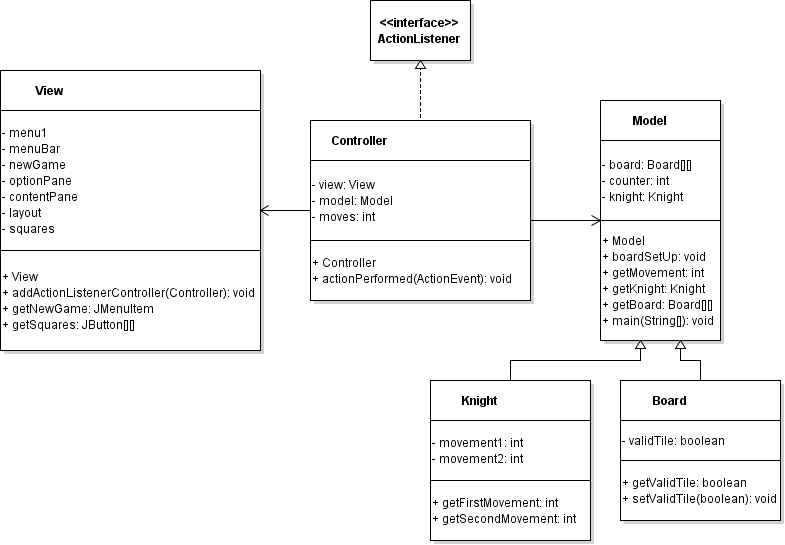 <<interface>>
ActionListener
View
- menu1
- menuBar
- newGame
- optionPane
- contentPane
- layout
- squares
+ View
+ addActionListenerController(Controller): void
+ getNewGame: JMenuItem
+ getSquares: JButton[][]
Controller
- view: View
- model: Model
- moves: int
+ Controller
+ actionPerformed(ActionEvent): void
Model
- board: Board[][]
- counter: int
- knight: Knight
+ Model
+ boardSetUp: void
+ getMovement: int
+ getKnight: Knight
+ getBoard: Board[][]
+ main(String[]): void
Knight
- movement1: int
- movement2: int
+ getFirstMovement: int
+ getSecondMovement: int
Board
- validTile: boolean
+ getValidTile: boolean
+ setValidTile(boolean): void